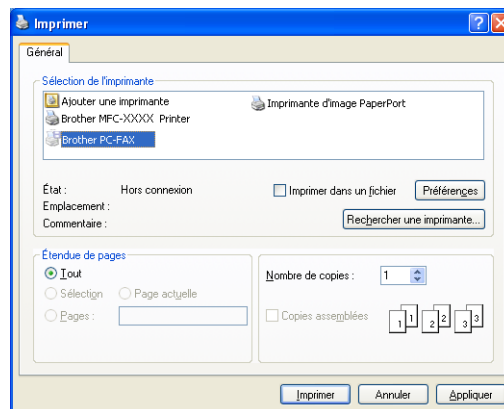 Imprimer
Général
Sélection de l'imprimante
Ajouter une imprimante
Imprimante d'image PaperPort
Brother MFC-XXXX Printer
Brother PC-FAX
État : Hors connexion
Imprimer dans un fichier
Préférences
Emplacement :
Commentaire :
Rechercher une imprimante...
Étendue de pages
Tout
Sélection
Page actuelle
Pages :
Nombre de copies : 1
Copies assemblées
1 1 2 2 3 3
Imprimer
Annuler
Appliquer